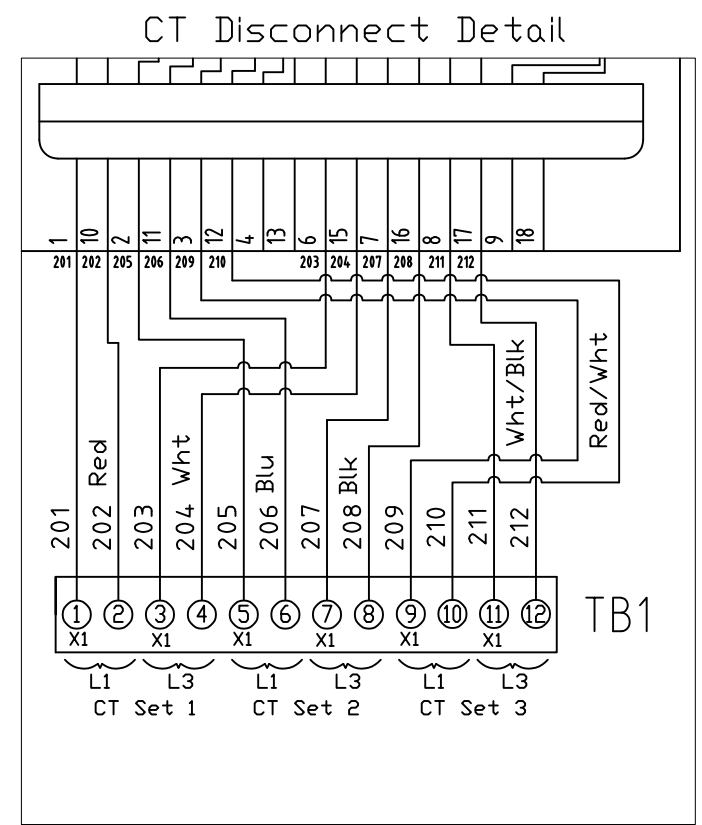 CT Disconnect Detail
1 10 2 11 3 12 4 13 6 15 7 16 8 17 9 18
201 202 205 206 209 210 203 204 207 208 211 212
Red Wht Blu Blk Wht/Blk Red/Wht
201 202 203 204 205 206 207 208 209 210 211 212
1 2 3 4 5 6 7 8 9 10 11 12 TB1
X1 X1 X1 X1 X1 X1
L1 L3 L1 L3 L1 L3
CT Set 1 CT Set 2 CT Set 3